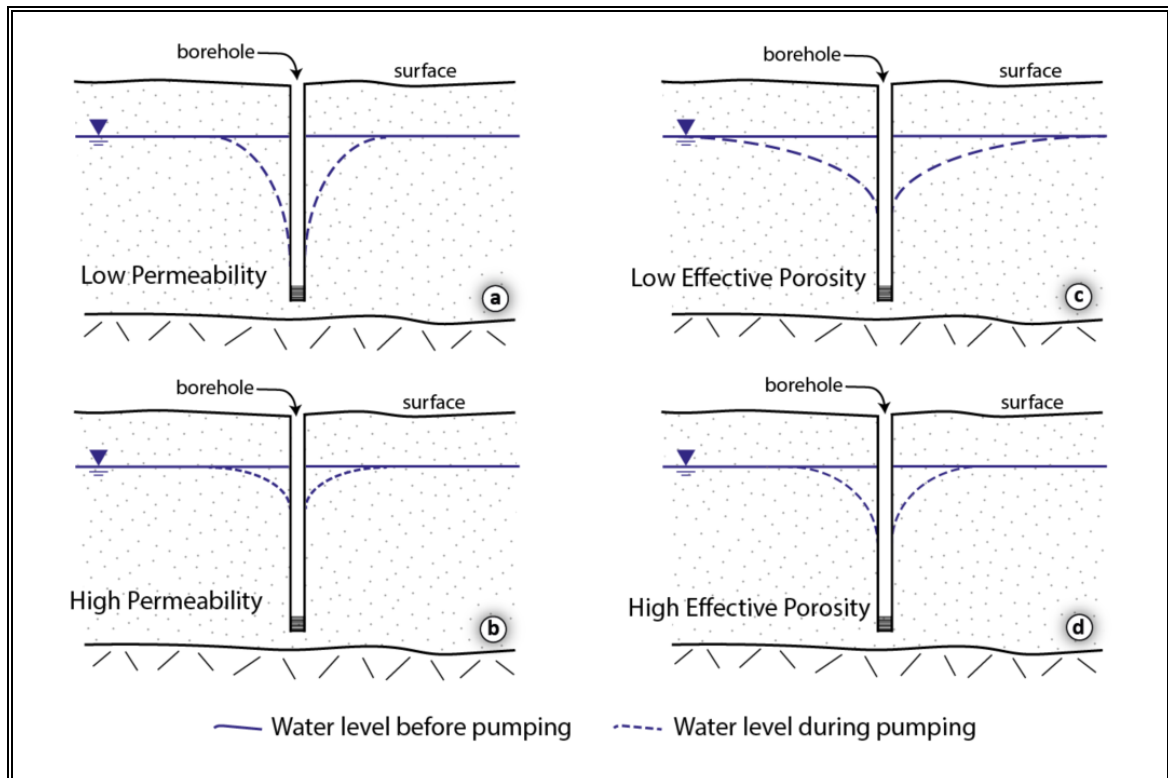 borehole
surface
Low Permeability
a
borehole
surface
Low Effective Porosity
c
borehole
surface
High Permeability
b
borehole
surface
High Effective Porosity
d
Water level before pumping
Water level during pumping